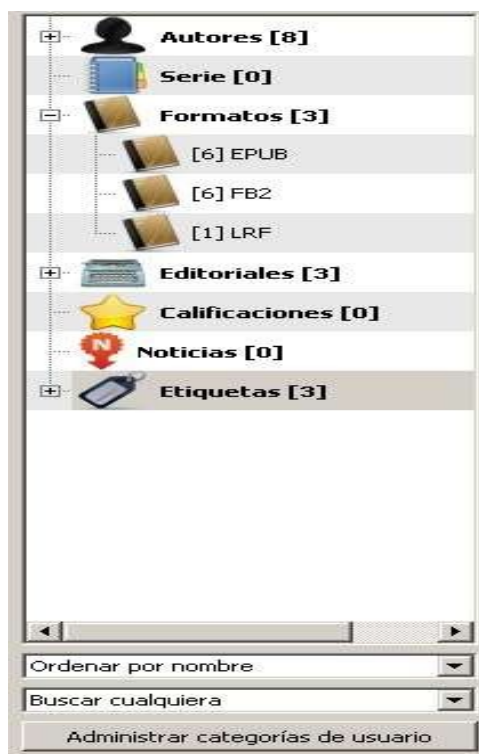 Autores [8]
Serie [0]
Formatos [3]
[6] EPUB
[6] FB2
[1] LRF
Editoriales [3]
Calificaciones [0]
N
Noticias [0]
Etiquetas [3]
Ordenar por nombre
Buscar cualquiera
Administrar categorías de usuario